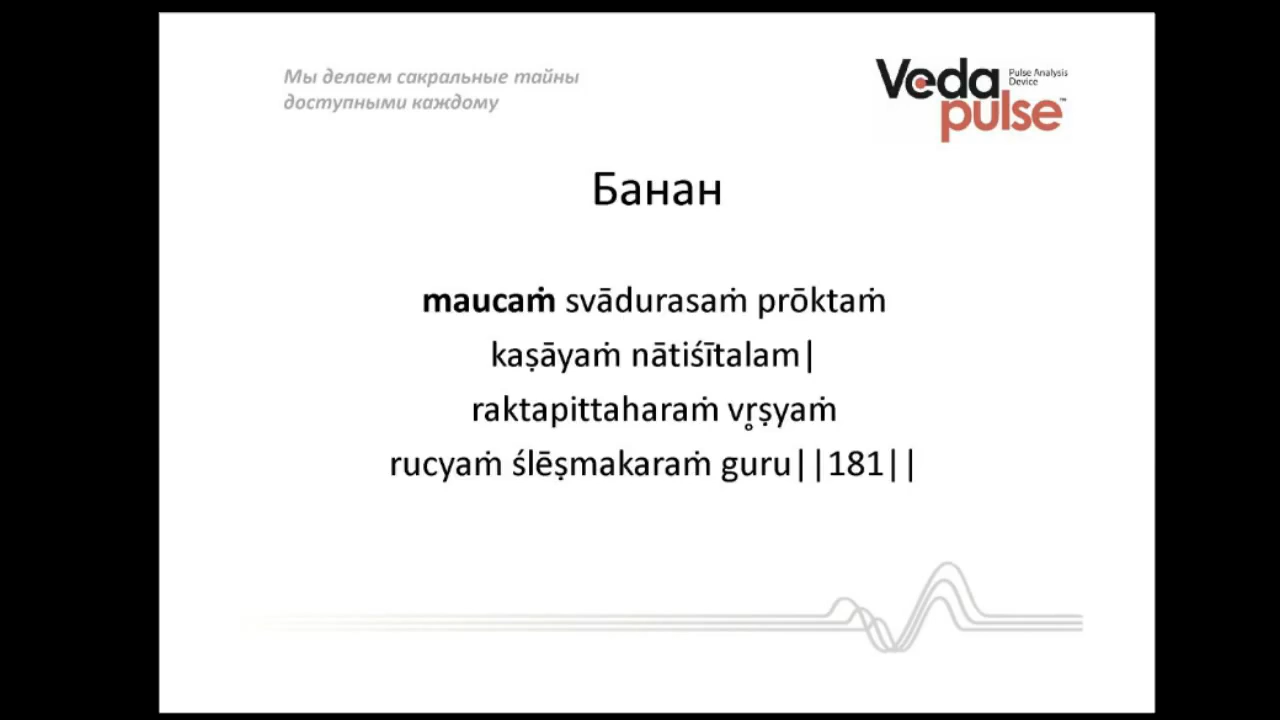 Мы делаем сакральные тайны
доступными каждому
Veda
pulse™
Pulse Analysis
Device
Банан
maucaṁ svādurasaṁ prōktaṁ
kaṣāyaṁ nātiśītalam|
raktapittaharaṁ vr̥ṣyaṁ
rucyaṁ ślēṣmakaraṁ guru||181||